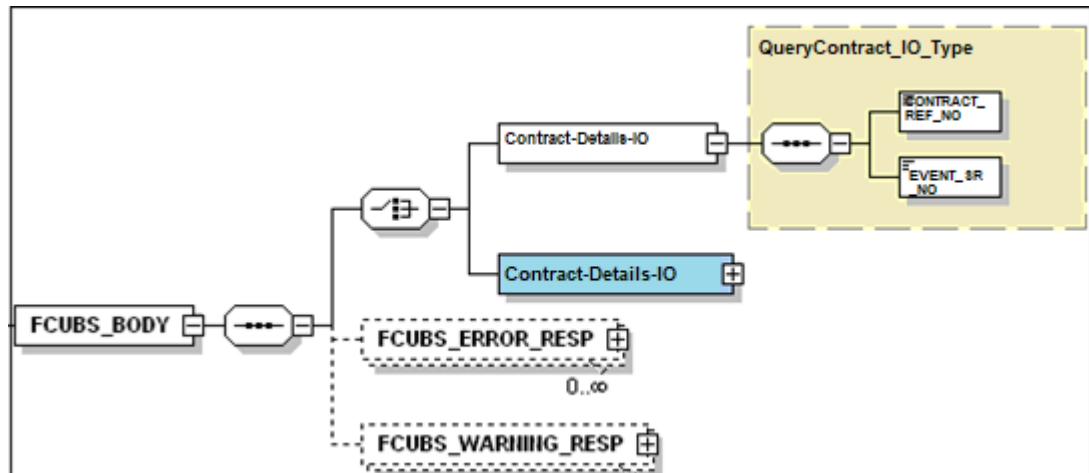 QueryContract_IO_Type
CONTRACT_
REF_NO
Contract-Details-IO
EVENT_SR
_NO
Contract-Details-IO
FCUBS_BODY
FCUBS_ERROR_RESP
0..∞
FCUBS_WARNING_RESP